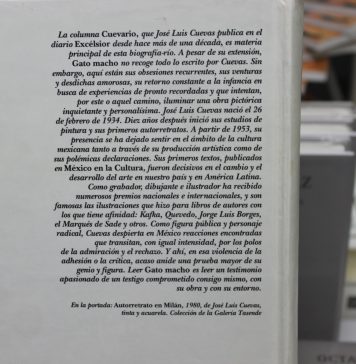 La columna Cuevario, que José Luis Cuevas publica en el
diario Excélsior desde hace más de una década, es materia
principal de esta biografía-río. A pesar de su extensión,
Gato macho no recoge todo lo escrito por Cuevas. Sin
embargo, aquí están sus obsesiones recurrentes, sus venturas
y desdichas amorosas, su retorno constante a la infancia en
busca de experiencias de pronto recordadas y que intentan,
por este o aquel camino, iluminar una obra pictórica
inquietante y personalísima. José Luis Cuevas nació el 26
de febrero de 1934. Diez años después inició sus estudios de
pintura y sus primeros autorretratos. A partir de 1953, su
presencia se ha dejado sentir en el ámbito de la cultura
mexicana tanto a través de su producción artística como de
sus polémicas declaraciones. Sus primeros textos, publicados
en México en la Cultura, fueron decisivos en el cambio y el
desarrollo del arte en nuestro país y en América Latina.
Como grabador, dibujante e ilustrador ha recibido
numerosos premios nacionales e internacionales, y son
famosas las ilustraciones que hizo para libros de autores con
los que tiene afinidad: Kafka, Quevedo, Jorge Luis Borges,
el Marqués de Sade y otros. Como figura pública y personaje
radical, Cuevas despierta en México reacciones encontradas
que transitan, con igual intensidad, por los polos
de la admiración y el rechazo. Y ahí, en esa violencia de la
adhesión o la crítica, acaso anide una prueba mayor de su
genio y figura. Leer Gato macho es leer un testimonio
apasionado de un testigo comprometido consigo mismo, con
su obra y con su entorno.
En la portada: Autorretrato en Milán, 1980, de José Luis Cuevas,
tinta y acuarela. Colección de la Galería Tasende